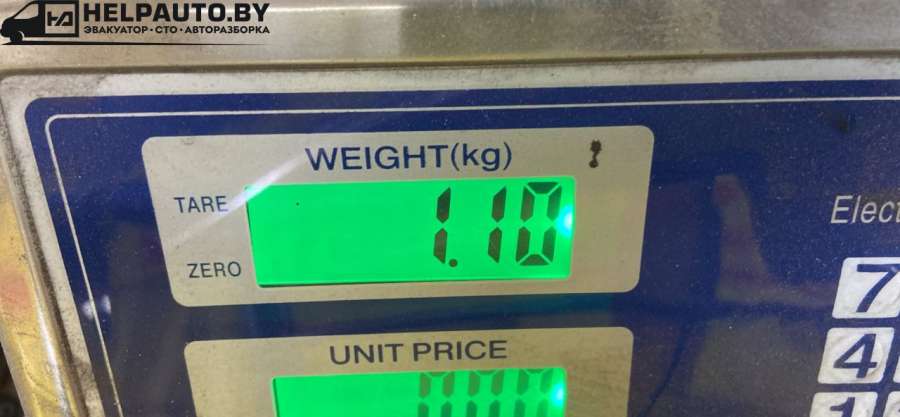 HELPAUTO.BY
ЭВАКУАТОР • СТО • АВТОРАЗБОРКА
WEIGHT(kg)
TARE
1.10
ZERO
Elect
7
UNIT PRICE
4